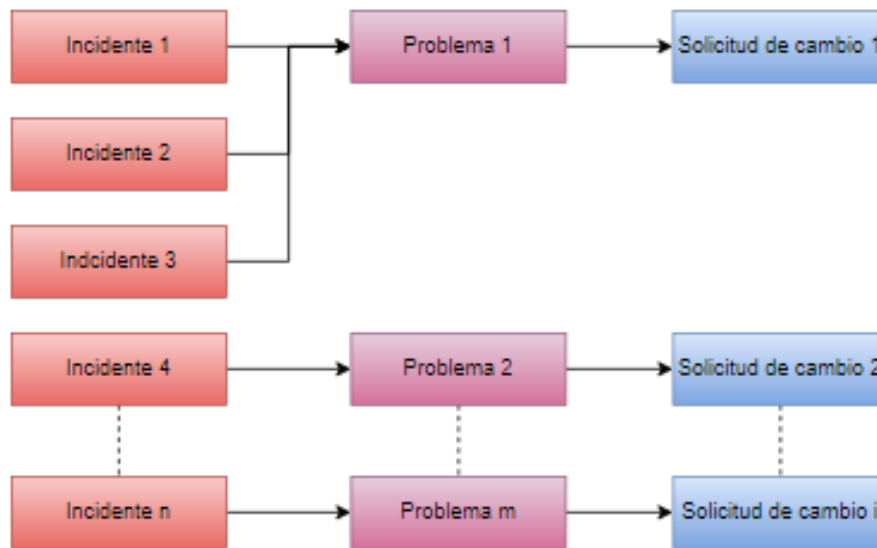 Incidente 1
Problema 1
Solicitud de cambio 1
Incidente 2
Indcidente 3
Incidente 4
Problema 2
Solicitud de cambio 2
Incidente n
Problema m
Solicitud de cambio i